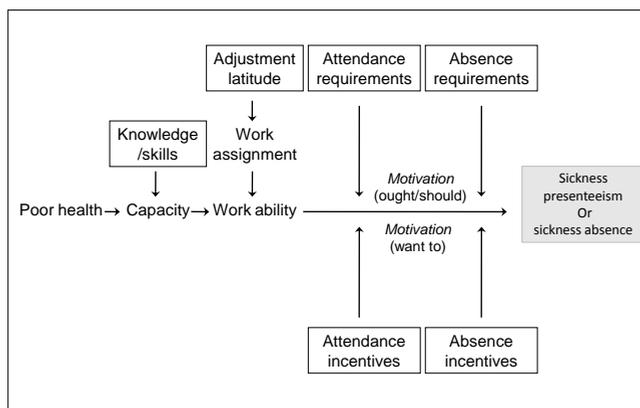 Adjustment
latitude
Attendance
requirements
Absence
requirements
Knowledge
/skills
Work
assignment
Motivation
(ought/should)
Poor health
Capacity
Work ability
Motivation
(want to)
Sickness
presenteeism
Or
sickness absence
Attendance
incentives
Absence
incentives